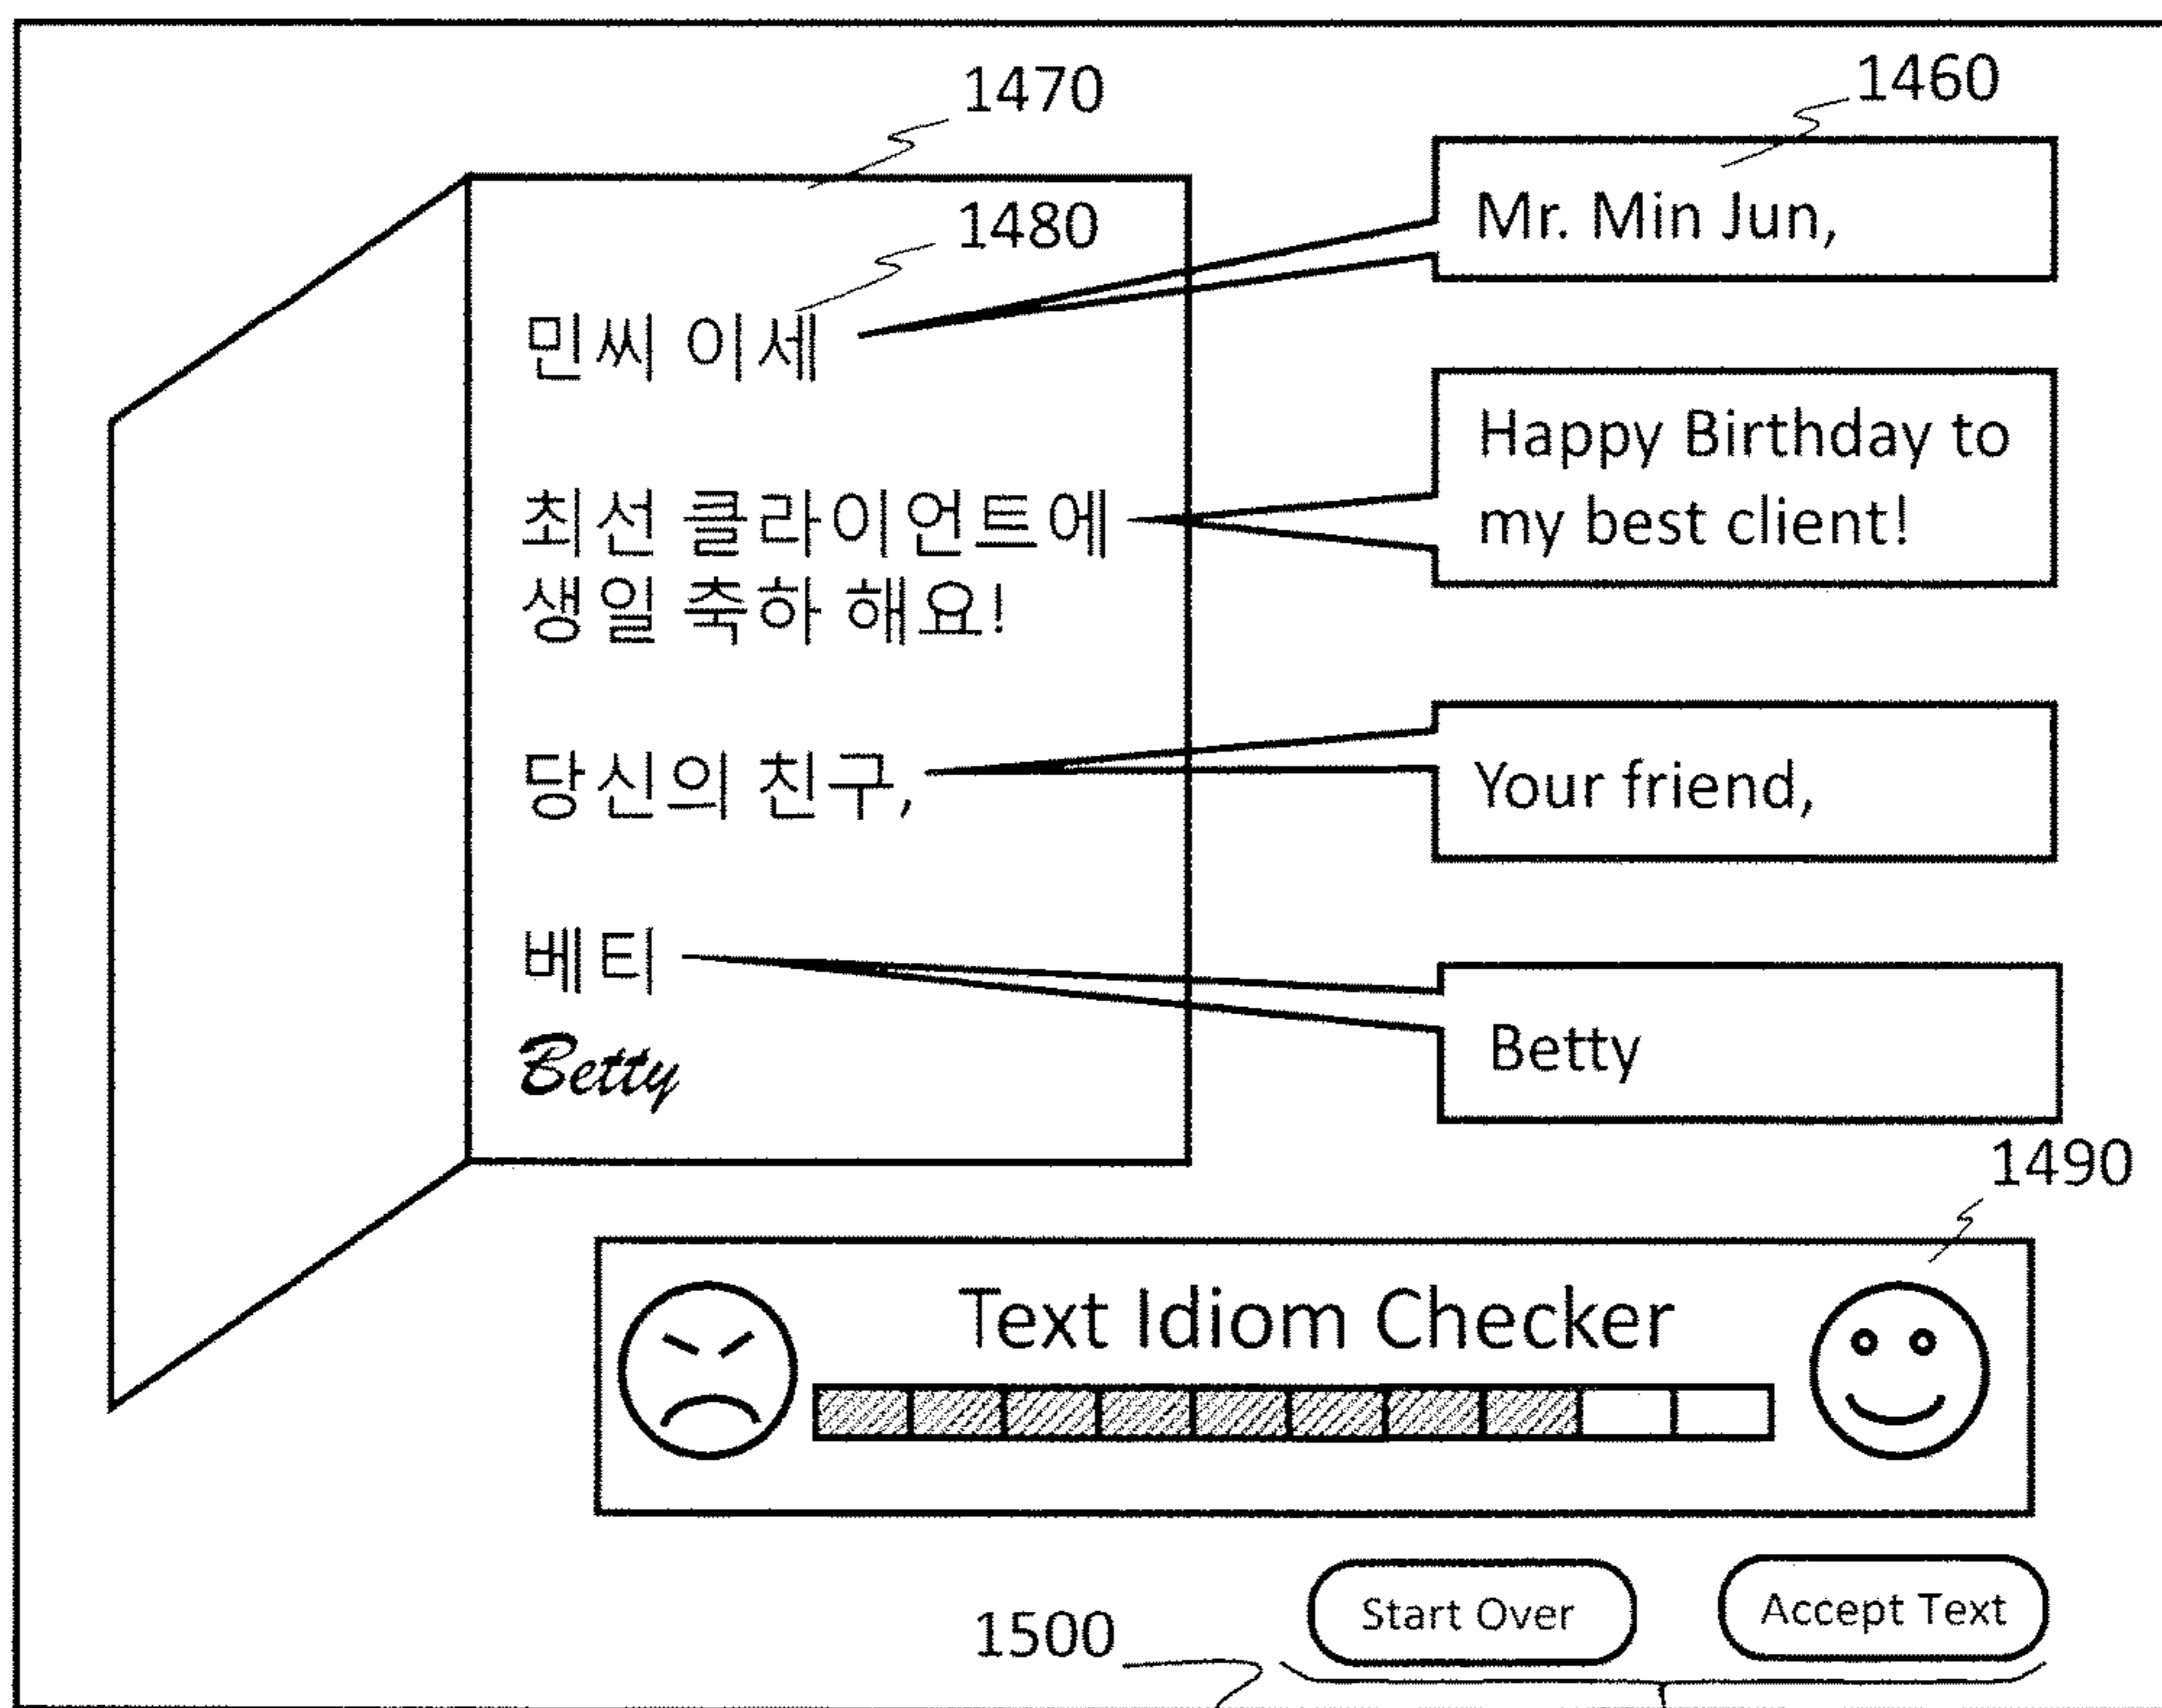 1470
1460
1480
Mr. Min Jun,
민씨 이세
Happy Birthday to
my best client!
최선 클라이언트에
생일 축하 해요!
당신의 친구,
Your friend,
베티
Betty
Betty
1490
Text Idiom Checker
Start Over
Accept Text
1500